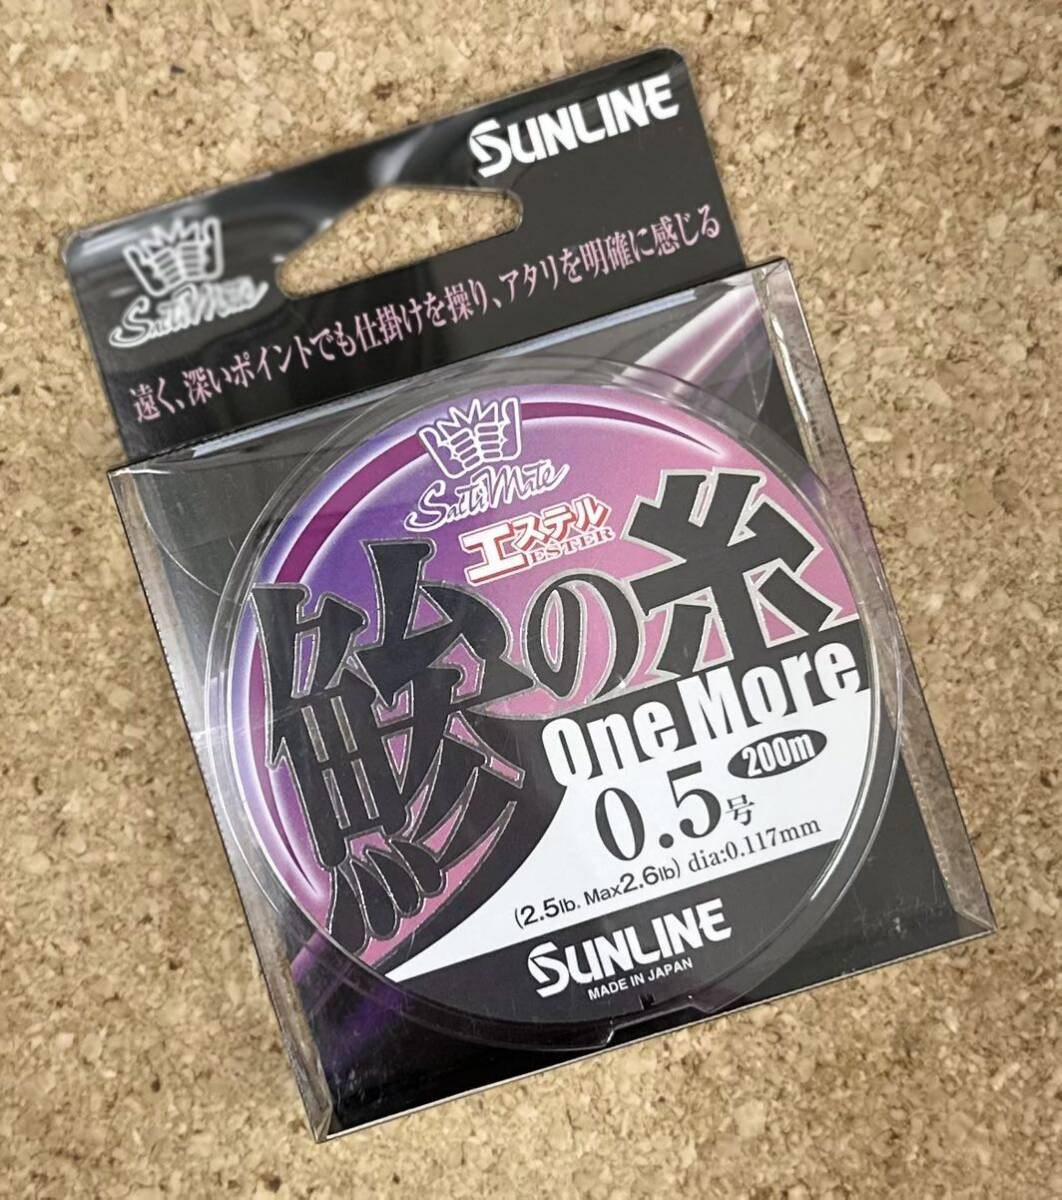 SUNLINE
SaltiMate
遠く、深いポイントでも仕掛けを操り、アタリを明確に感じる
SaltiMate
エステル
ESTER
鯵の糸
One More
200m
0.5号
(2.5lb. Max2.6lb) dia:0.117mm
SUNLINE
MADE IN JAPAN